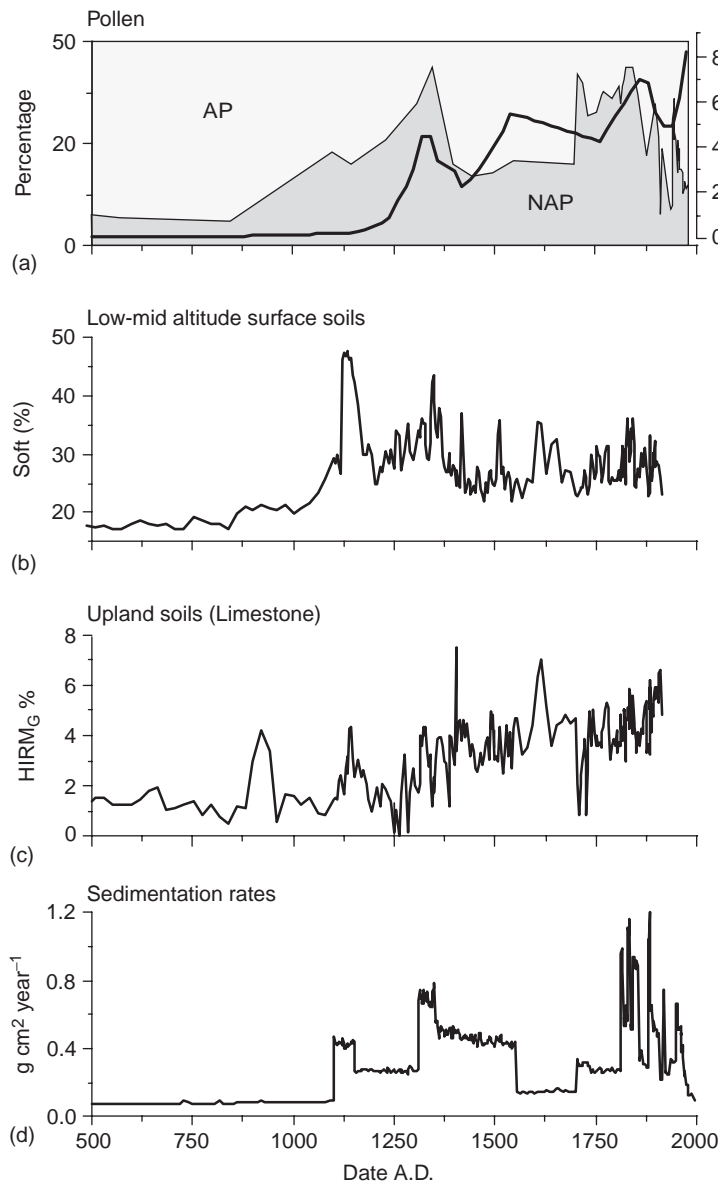 Pollen
50
20
0
Percentage
AP
NAP
8
6
4
2
0
(a)
Low-mid altitude surface soils
50
40
30
20
Soft (%)
(b)
Upland soils (Limestone)
8
6
4
2
0
HIRMG %
(c)
Sedimentation rates
1.2
0.8
0.4
0.0
g cm² year⁻¹
(d)
500 750 1000 1250 1500 1750 2000
Date A.D.